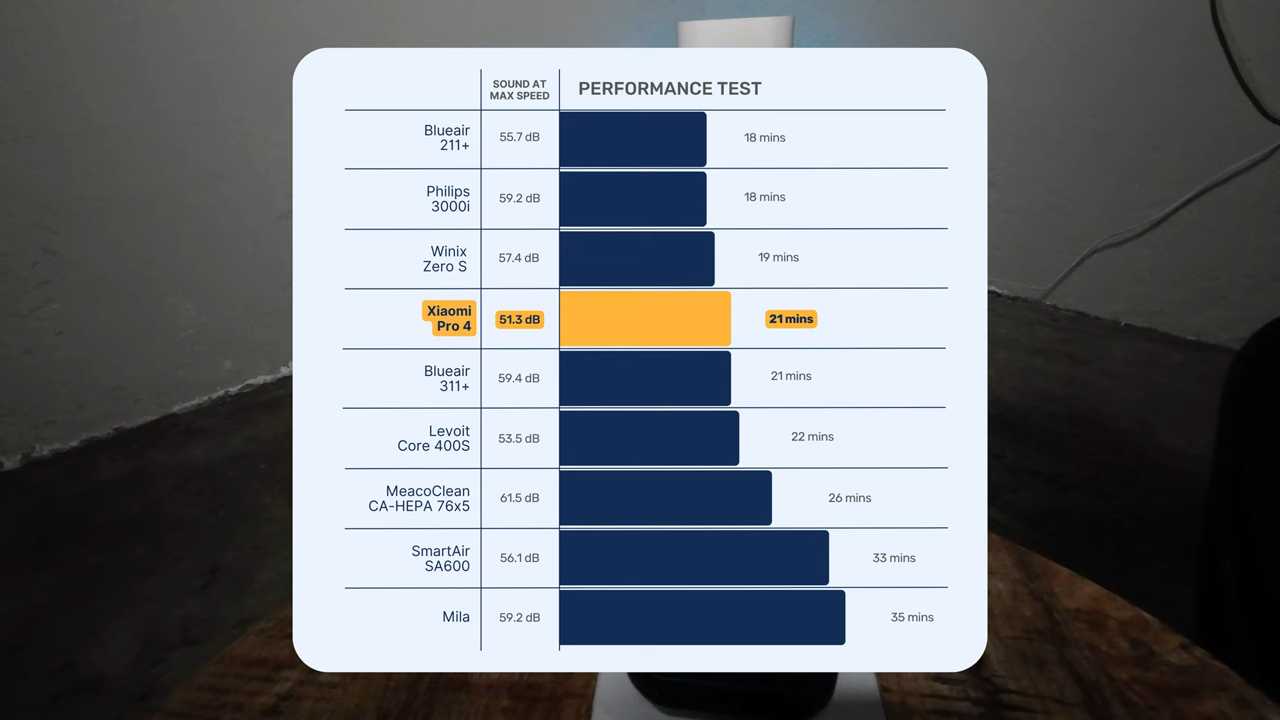 SOUND AT
MAX SPEED
PERFORMANCE TEST
Blueair
211+
55.7 dB
18 mins
Philips
3000i
59.2 dB
18 mins
Winix
Zero S
57.4 dB
19 mins
Xiaomi
Pro 4
51.3 dB
21 mins
Blueair
311+
59.4 dB
21 mins
Levoit
Core 400S
53.5 dB
22 mins
MeacoClean
CA-HEPA 76x5
61.5 dB
26 mins
SmartAir
SA600
56.1 dB
33 mins
Mila
59.2 dB
35 mins